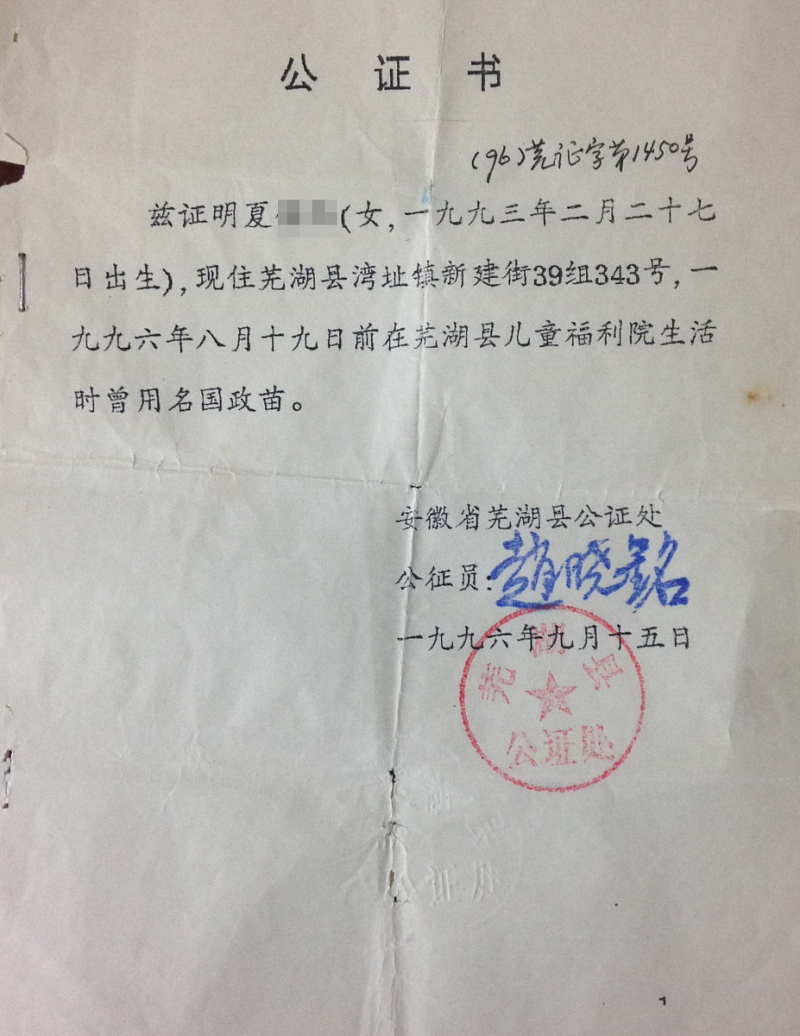 公证书
(96)芜证字第1450号
兹证明夏 (女,一九九三年二月二十七
日出生),现住芜湖县湾址镇新建街39组343号,一
九九六年八月十九日前在芜湖县儿童福利院生活
时曾用名国政苗。
安徽省芜湖县公证处
公征员:赵晓铭
一九九六年九月十五日
芜湖县
公证处
1